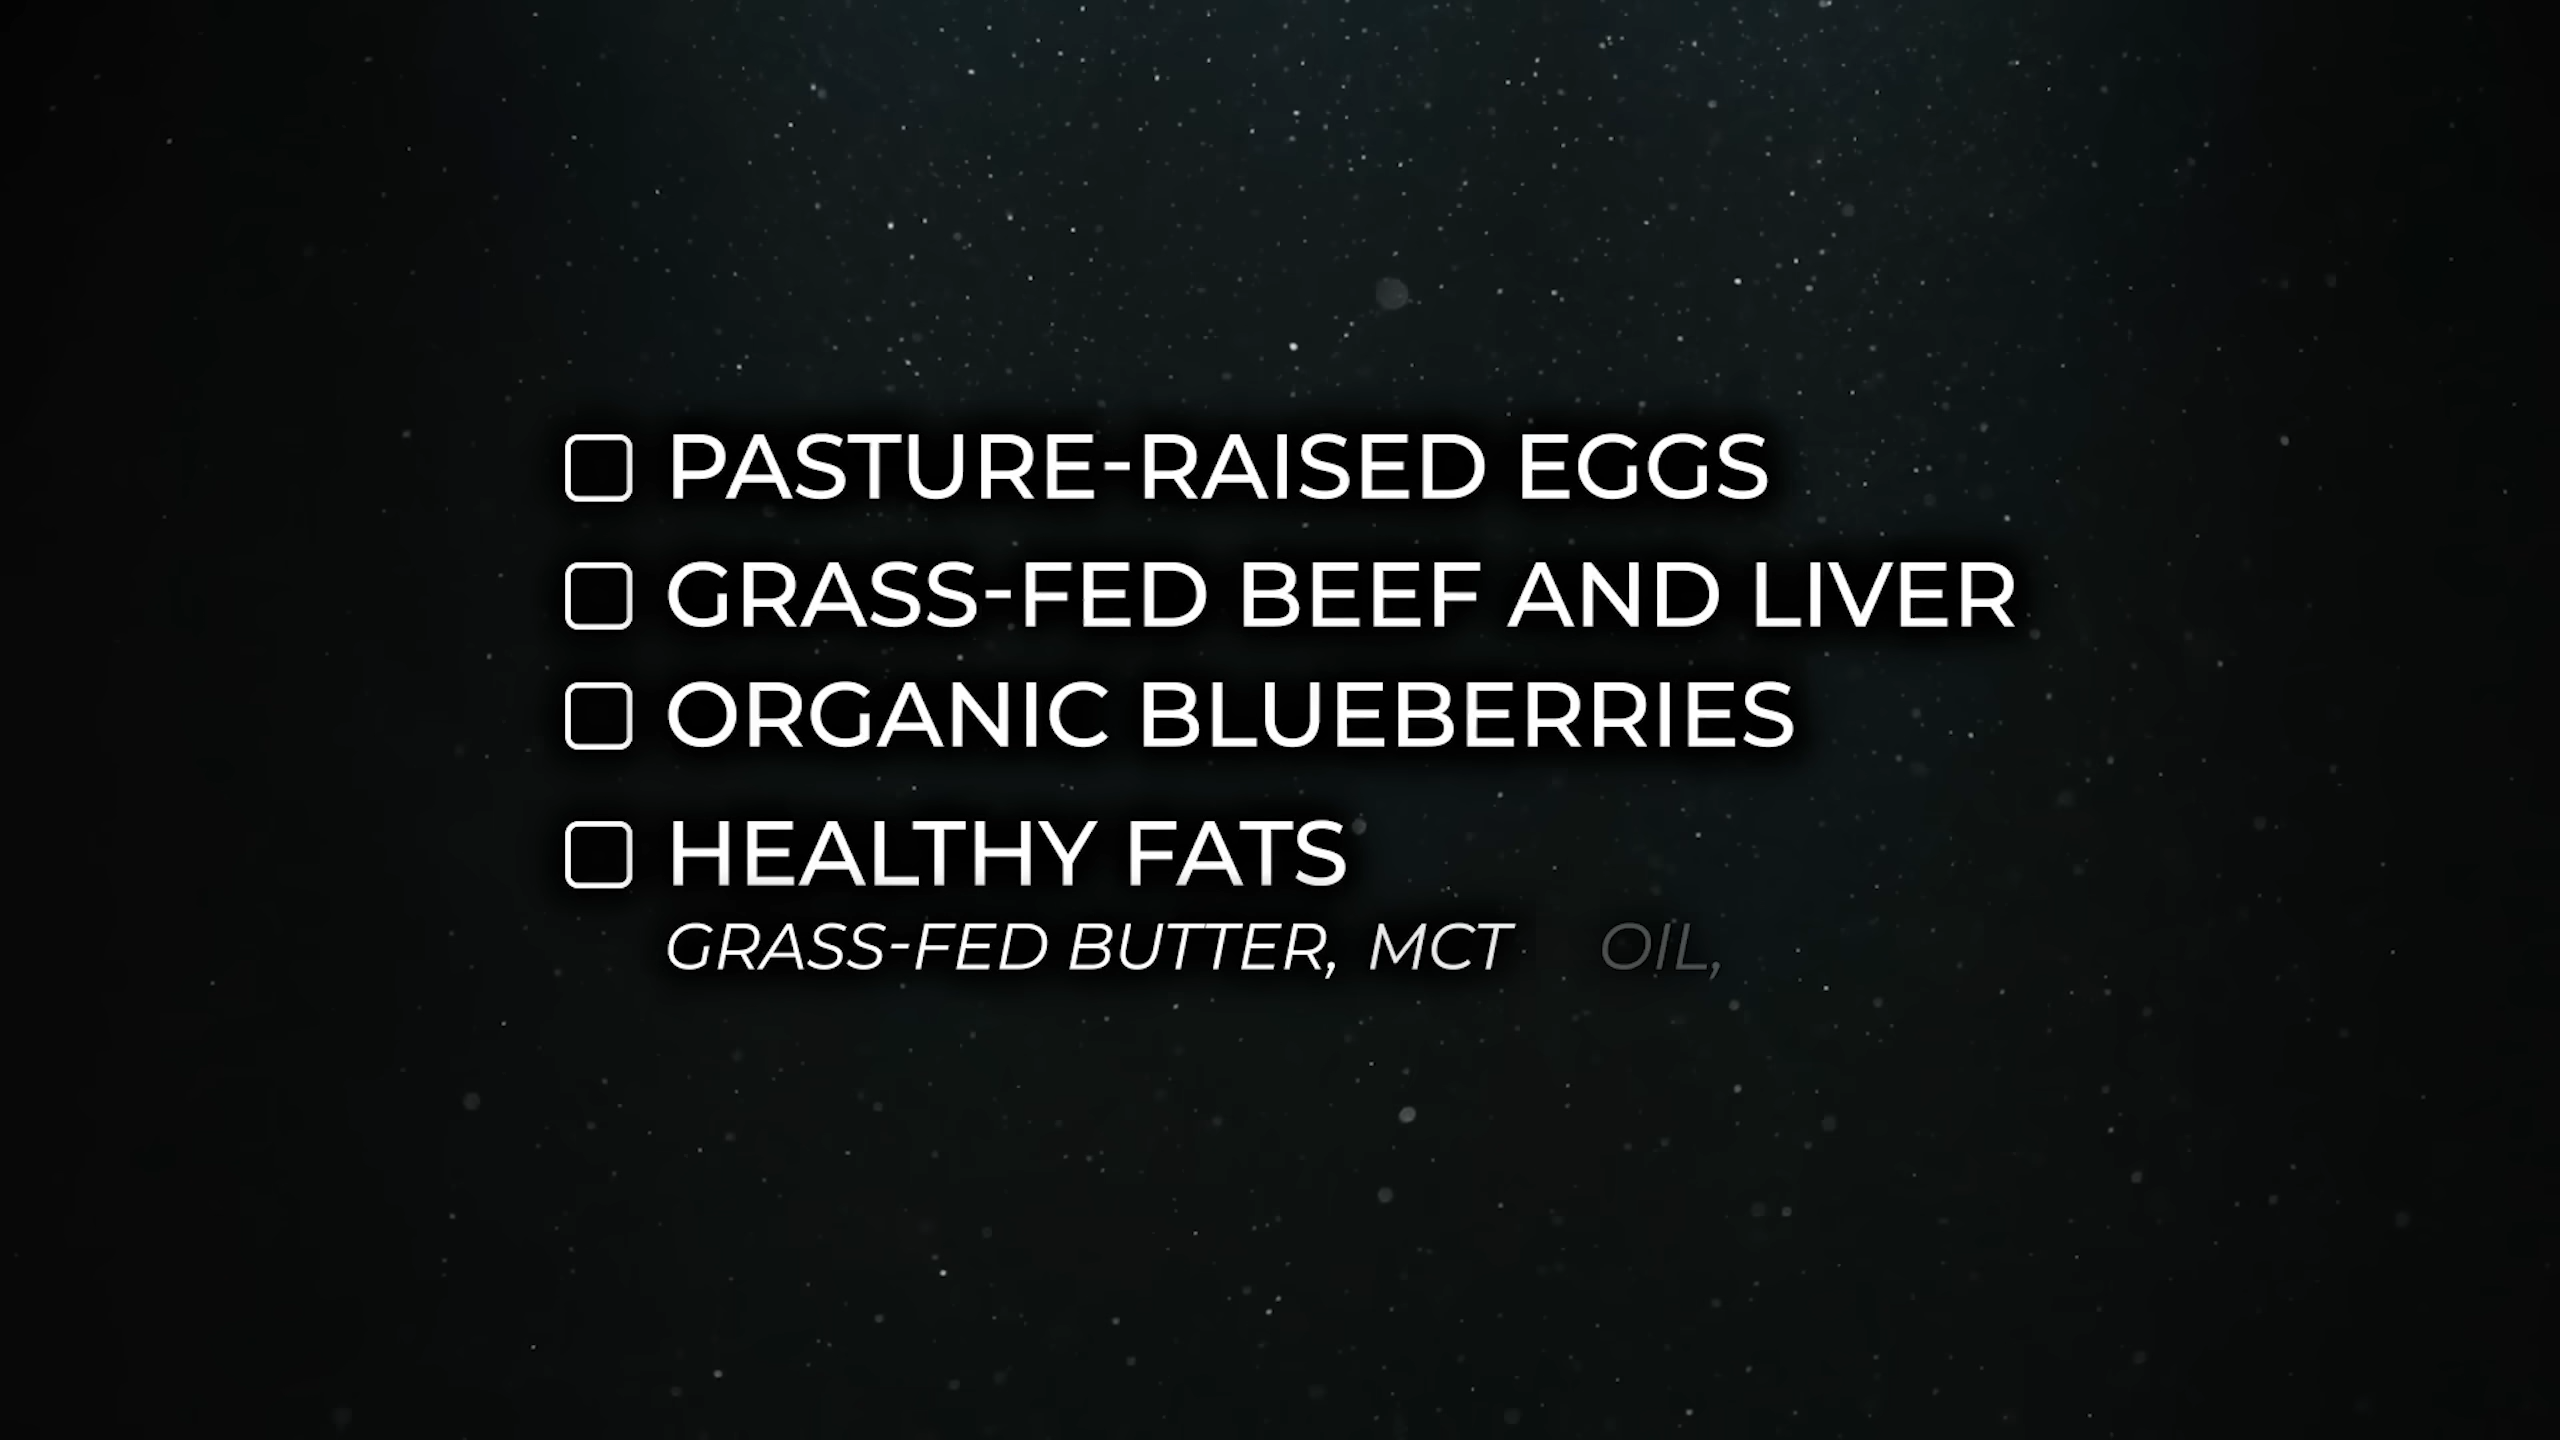 PASTURE-RAISED EGGS
GRASS-FED BEEF AND LIVER
ORGANIC BLUEBERRIES
HEALTHY FATS
GRASS-FED BUTTER, MCT OIL,